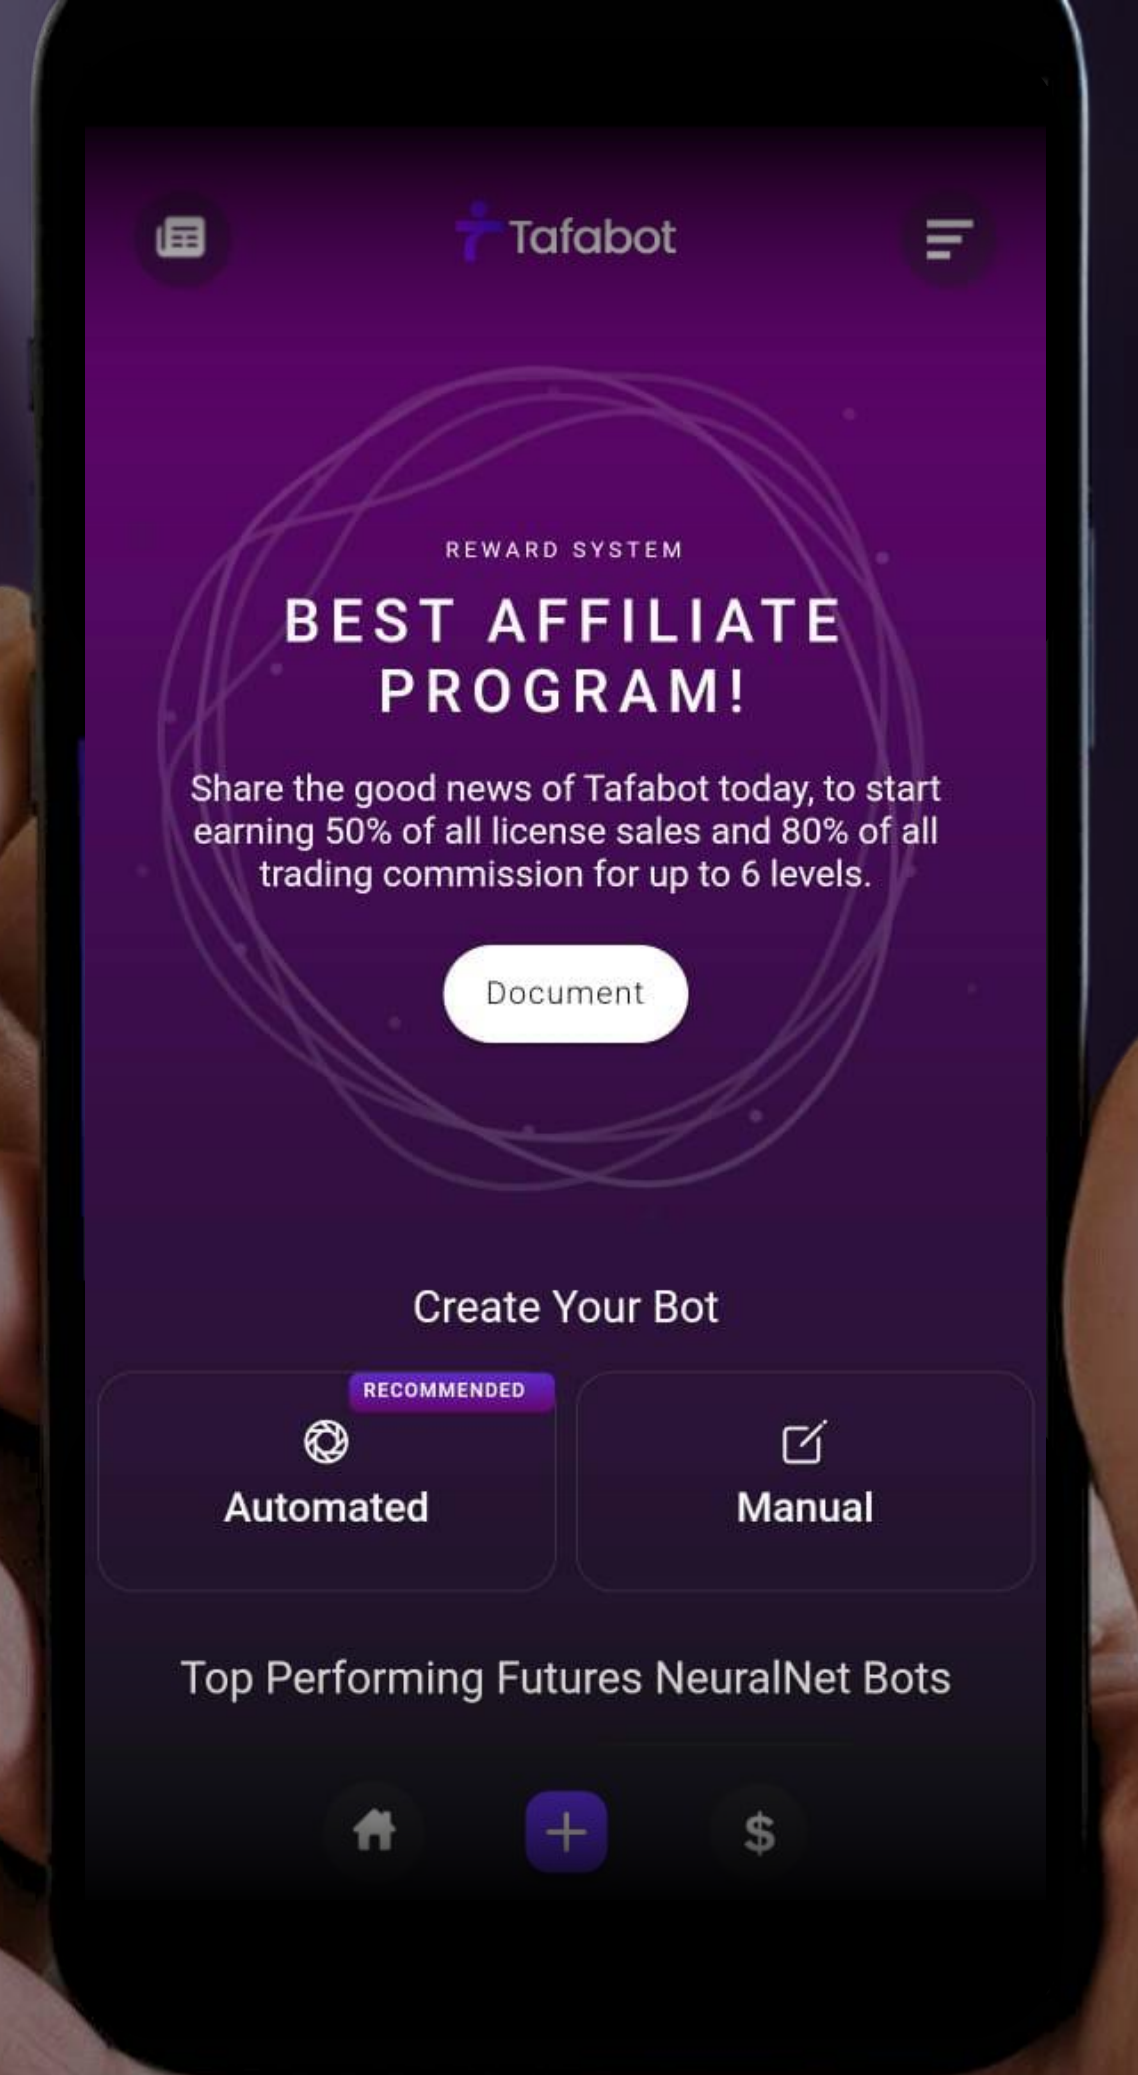 Tafabot
REWARD SYSTEM
BEST AFFILIATE
PROGRAM!
Share the good news of Tafabot today, to start
earning 50% of all license sales and 80% of all
trading commission for up to 6 levels.
Document
Create Your Bot
RECOMMENDED
Automated
Manual
Top Performing Futures NeuralNet Bots
$